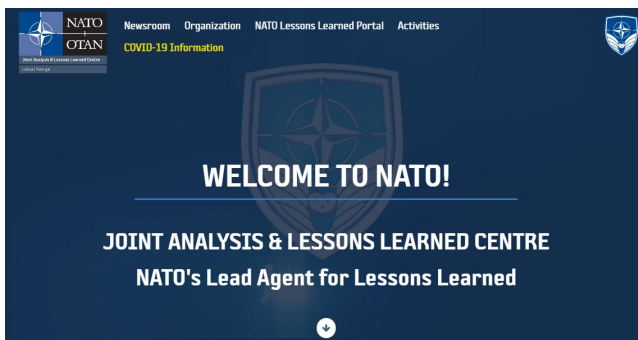 NATO
OTAN
Joint Analysis & Lessons Learned Centre
Newsroom Organization NATO Lessons Learned Portal Activities
COVID-19 Information
WELCOME TO NATO!
JOINT ANALYSIS & LESSONS LEARNED CENTRE
NATO's Lead Agent for Lessons Learned